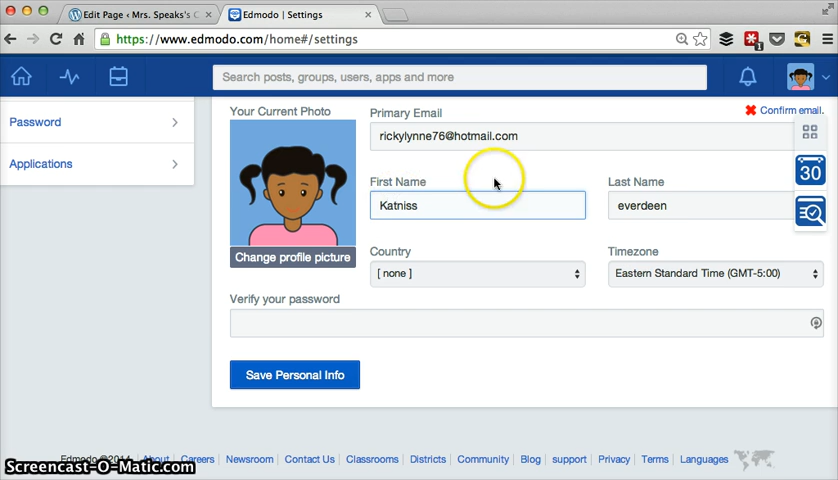 Edit Page ‹ Mrs. Speaks's C
Edmodo | Settings
https://www.edmodo.com/home#/settings
1
Search posts, groups, users, apps and more
Your Current Photo
Primary Email
Confirm email.
Password
rickylynne76@hotmail.com
Applications
30
First Name
Last Name
Katniss
everdeen
Change profile picture
Country
Timezone
[ none ]
Eastern Standard Time (GMT-5:00)
Verify your password
Save Personal Info
Edmodo ©2014 About Careers Newsroom Contact Us Classrooms Districts Community Blog support Privacy Terms Languages
Screencast-O-Matic.com